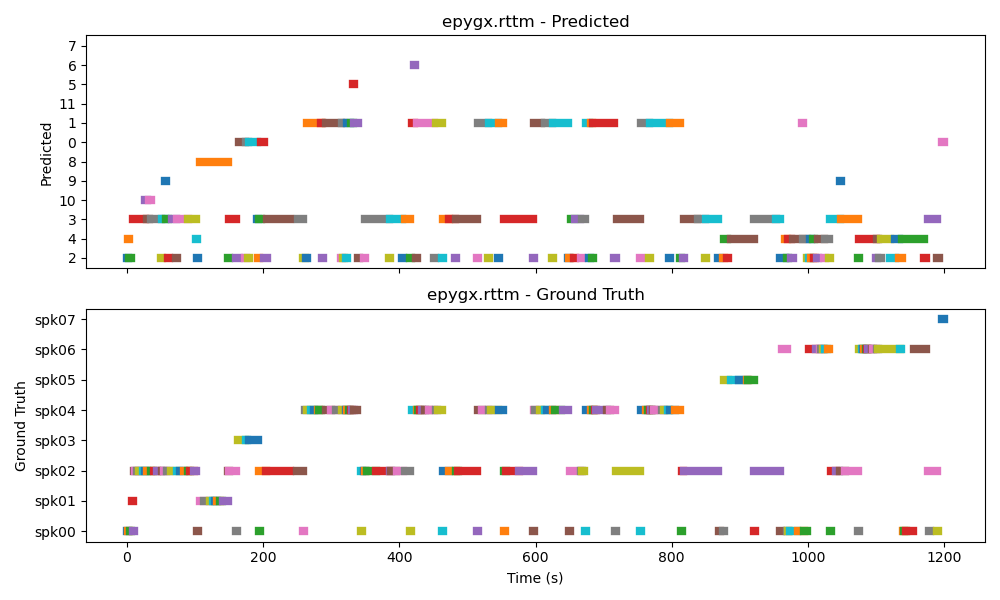 epygx.rttm - Predicted
7
6
5
11
1
0
8
9
10
3
4
2
Predicted
epygx.rttm - Ground Truth
spk07
spk06
spk05
spk04
spk03
spk02
spk01
spk00
Ground Truth
0 200 400 600 800 1000 1200
Time (s)